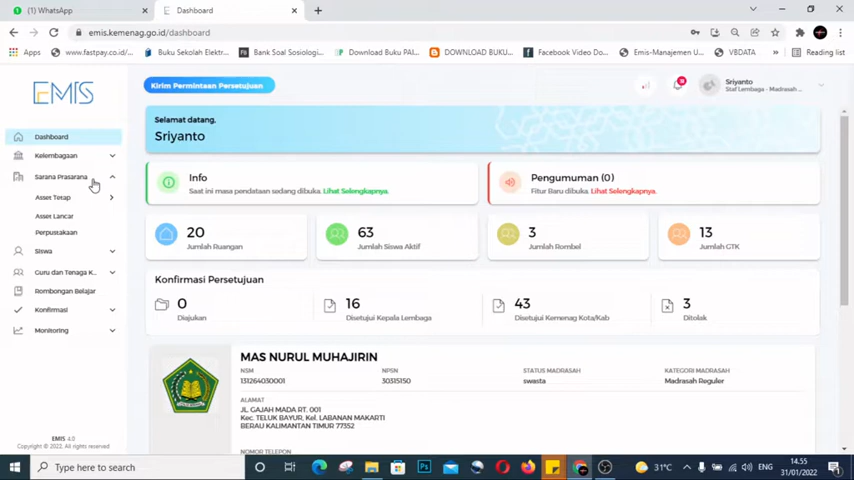 WhatsApp
Dashboard
emis.kemenag.go.id/dashboard
Apps
www.fastpay.co.id/...
Buku Sekolah Elektr...
Bank Soal Sosiologi...
Download Buku PAI...
DOWNLOAD BUKU...
Facebook Video Do...
Emis-Manajemen U...
VBDATA
Reading list
EMIS
Kirim Permintaan Persetujuan
Sriyanto
Staf Lembaga - Madrasah ...
Dashboard
Kelembagaan
Sarana Prasarana
Asset Tetap
Asset Lancar
Perpustakaan
Siswa
Guru dan Tenaga K...
Rombongan Belajar
Konfirmasi
Monitoring
EMIS 4.0
Copyright © 2022. All rights reserved
Selamat datang,
Sriyanto
Info
Saat ini masa pendataan sedang dibuka. Lihat Selengkapnya.
Pengumuman (0)
Fitur Baru dibuka. Lihat Selengkapnya.
20
Jumlah Ruangan
63
Jumlah Siswa Aktif
3
Jumlah Rombel
13
Jumlah GTK
Konfirmasi Persetujuan
0
Diajukan
16
Disetujui Kepala Lembaga
43
Disetujui Kemenag Kota/Kab
3
Ditolak
MAS NURUL MUHAJIRIN
NSM
131264030001
NPSN
30315150
STATUS MADRASAH
swasta
KATEGORI MADRASAH
Madrasah Reguler
ALAMAT
JL. GAJAH MADA RT. 001
Kec. TELUK BAYUR, Kel. LABANAN MAKARTI
BERAU KALIMANTAN TIMUR 77352
NOMOR TELEPON
Type here to search
31°C
ENG
14.55
31/01/2022